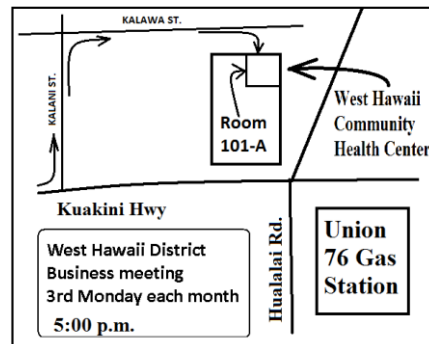 KALAWA ST.
KALANI ST.
Room
101-A
West Hawaii
Community
Health Center
Kuakini Hwy
West Hawaii District
Business meeting
3rd Monday each month
5:00 p.m.
Hualalai Rd.
Union
76 Gas
Station